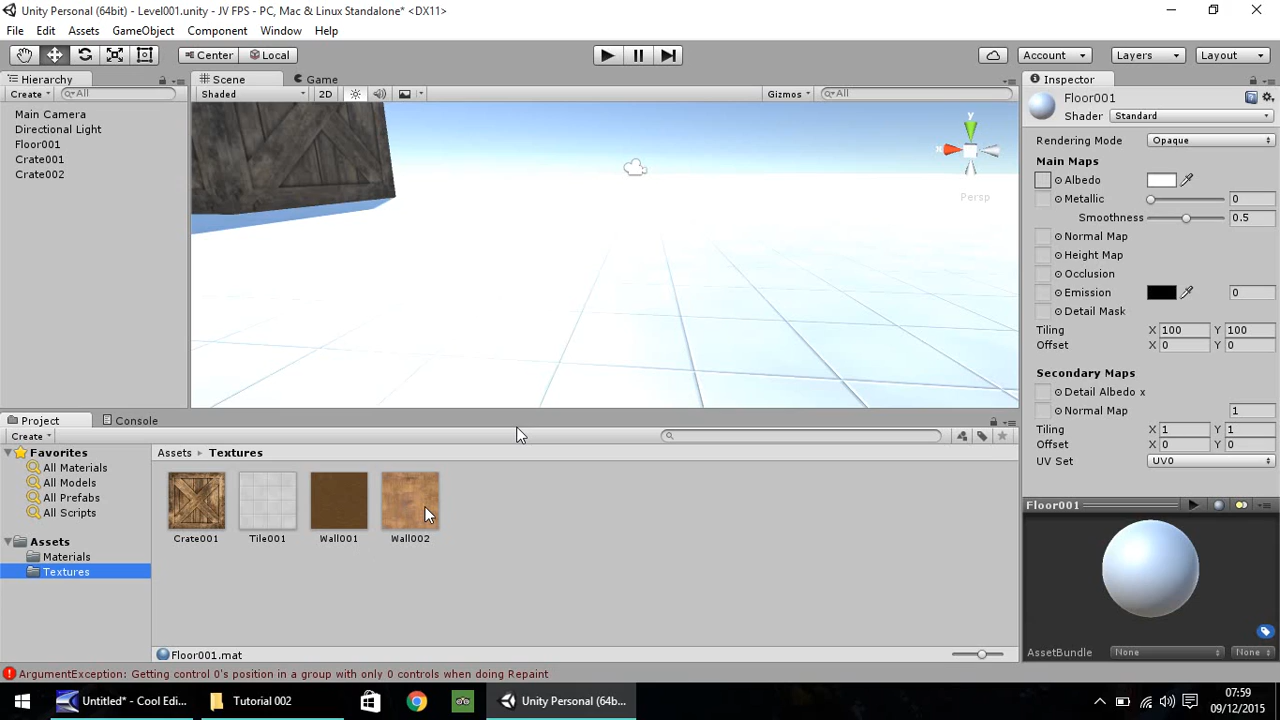 Unity Personal (64bit) - Level001.unity - JV FPS - PC, Mac & Linux Standalone* <DX11>
File Edit Assets GameObject Component Window Help
Center Local Account Layers Layout
Hierarchy Scene Game Inspector
Create All Shaded 2D Gizmos All
Floor001
Shader Standard
Main Camera
Directional Light
Floor001
Crate001
Crate002
y
x
Persp
Rendering Mode Opaque
Main Maps
Albedo
Metallic 0
Smoothness 0.5
Normal Map
Height Map
Occlusion
Emission 0
Detail Mask
Tiling X 100 Y 100
Offset X 0 Y 0
Secondary Maps
Detail Albedo x
Normal Map 1
Tiling X 1 Y 1
Offset X 0 Y 0
UV Set UV0
Project Console
Create
Favorites
All Materials
All Models
All Prefabs
All Scripts
Assets
Materials
Textures
Assets Textures
Crate001 Tile001 Wall001 Wall002
Floor001.mat
Floor001
AssetBundle None None
ArgumentException: Getting control 0's position in a group with only 0 controls when doing Repaint
Untitled* - Cool Edi... Tutorial 002 Unity Personal (64b... 07:59
09/12/2015